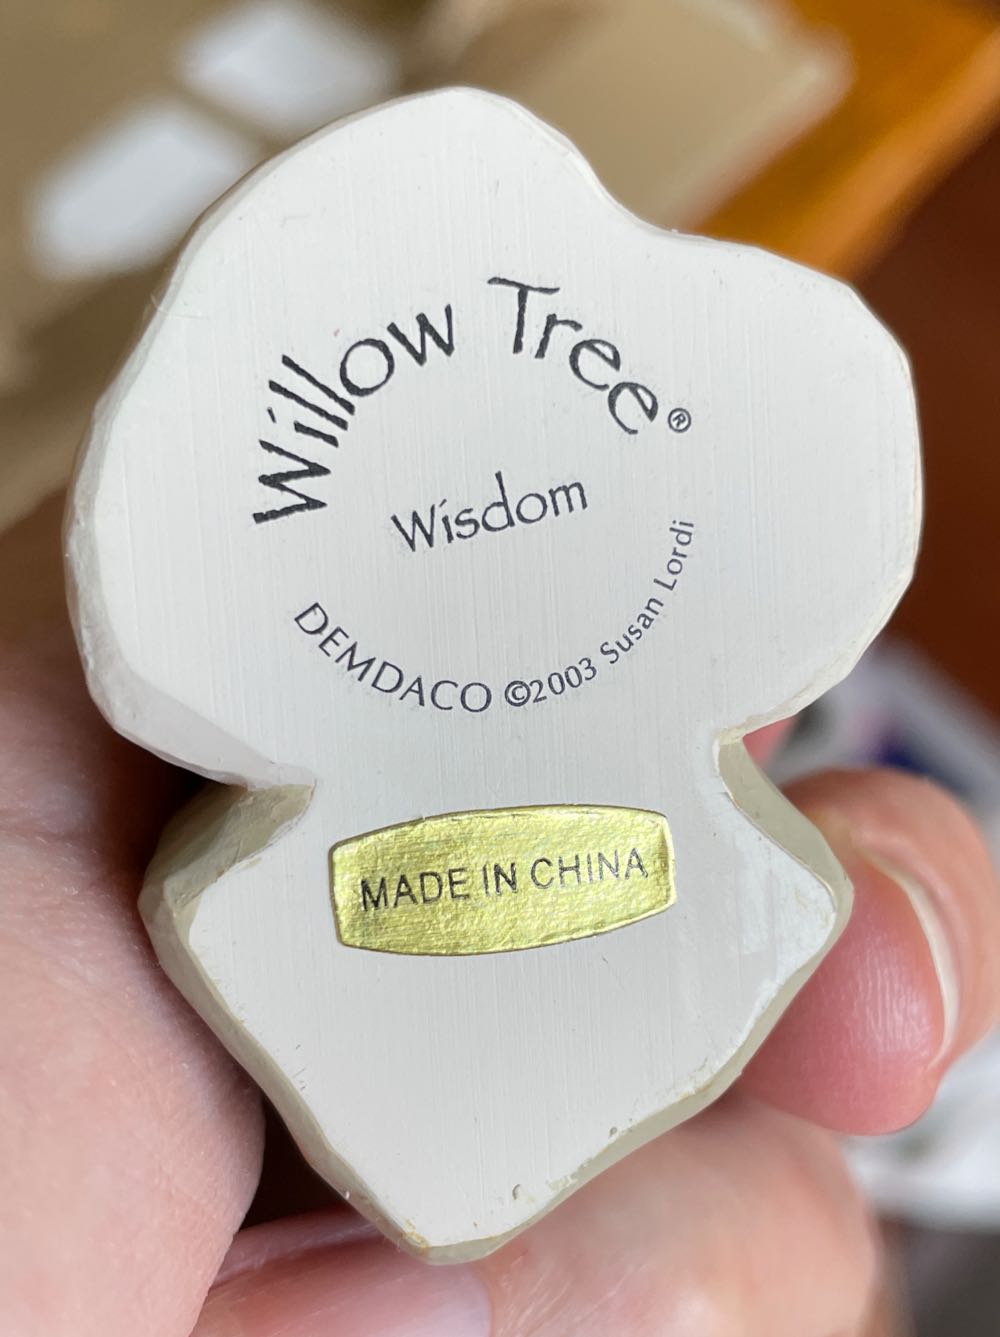 Willow Tree®
Wisdom
DEMDACO ©2003 Susan Lordi
MADE IN CHINA